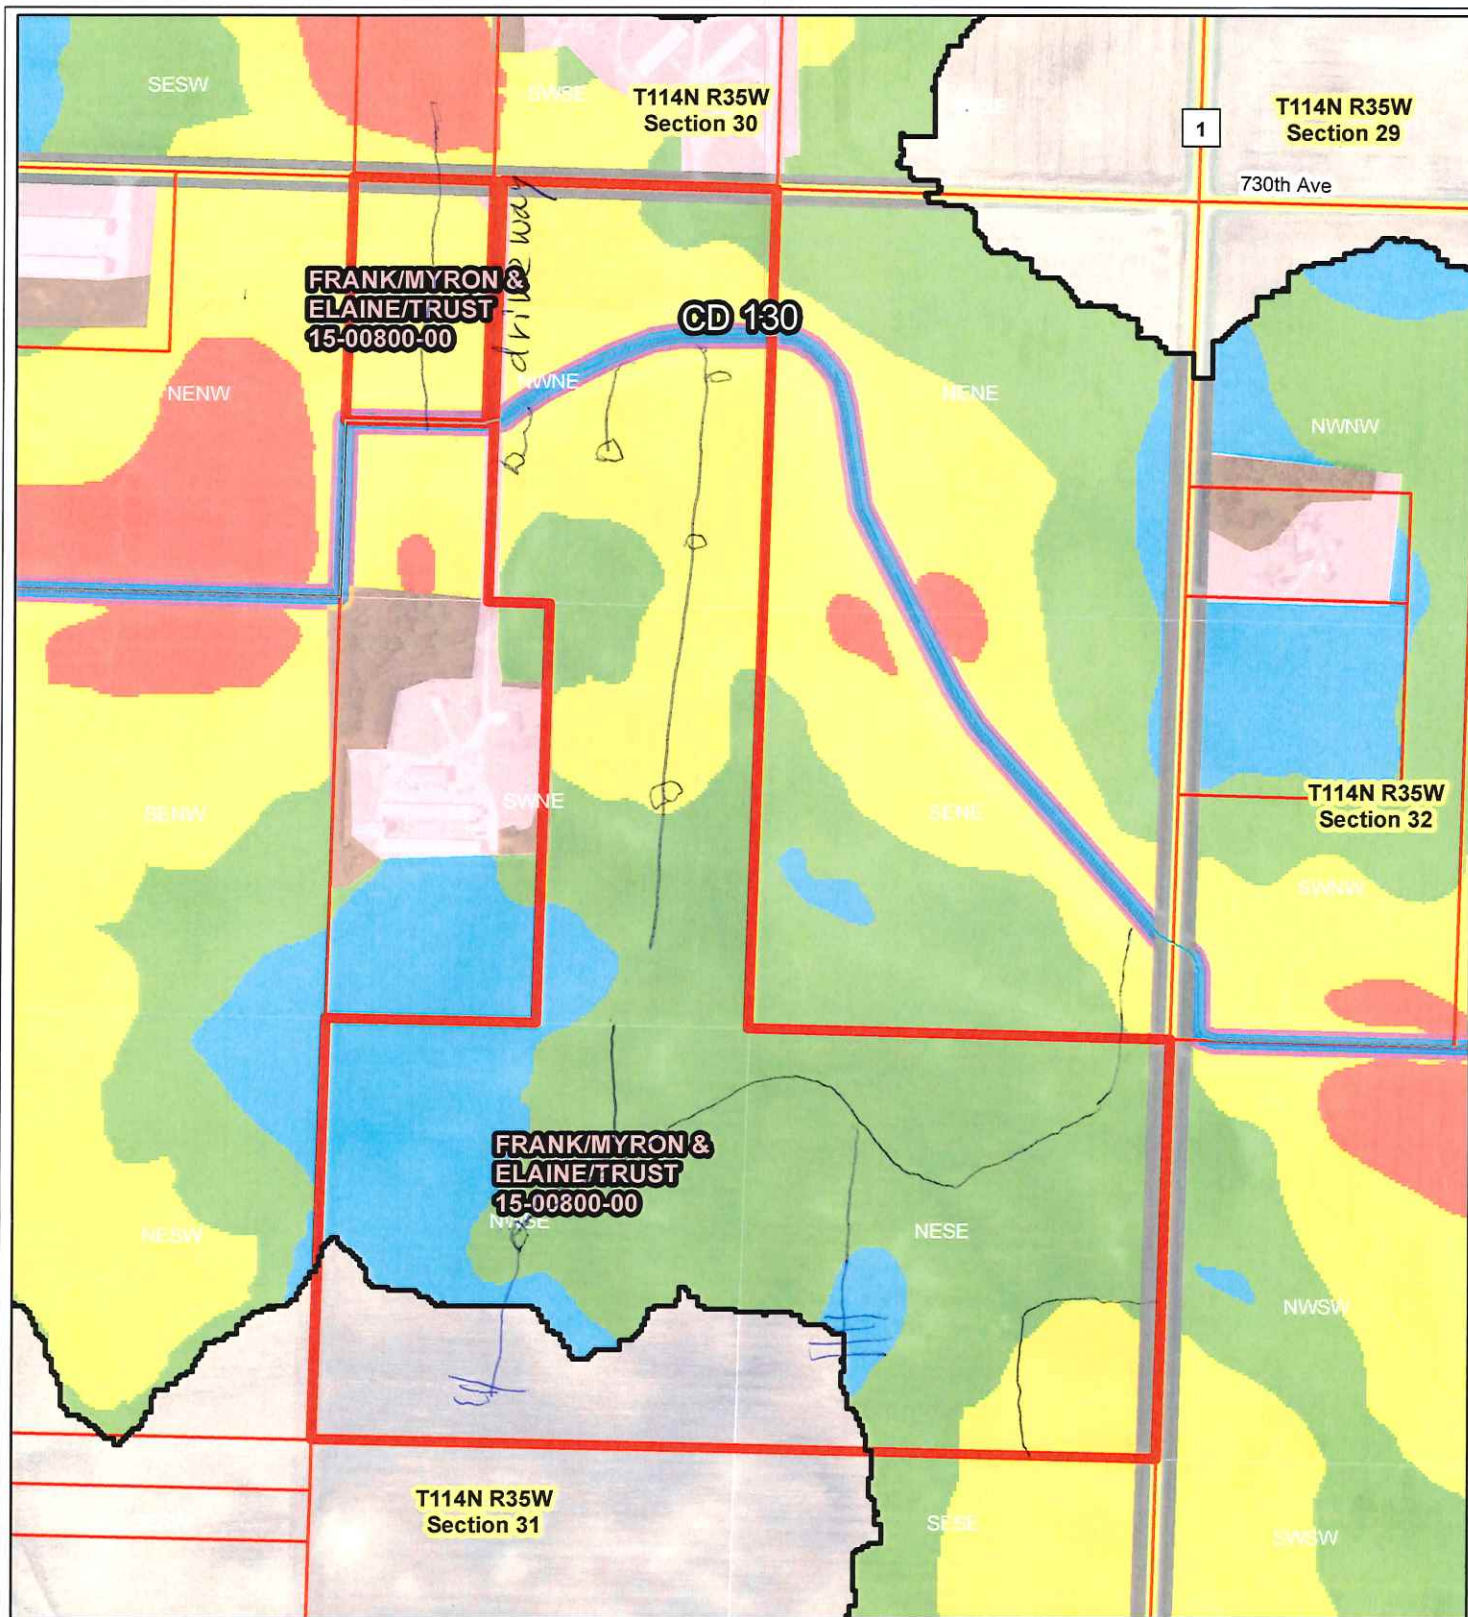 SESW
SWSE
T114N R35W
Section 30
SESE
1
T114N R35W
Section 29
730th Ave
driveway
FRANK/MYRON &
ELAINE/TRUST
15-00800-00
CD 130
NENW
NWNE
NENE
NWNW
SENW
SWNE
SENE
T114N R35W
Section 32
SWNW
FRANK/MYRON &
ELAINE/TRUST
15-00800-00
NWSE
NESW
NESE
NWSW
T114N R35W
Section 31
SESE
SWSW